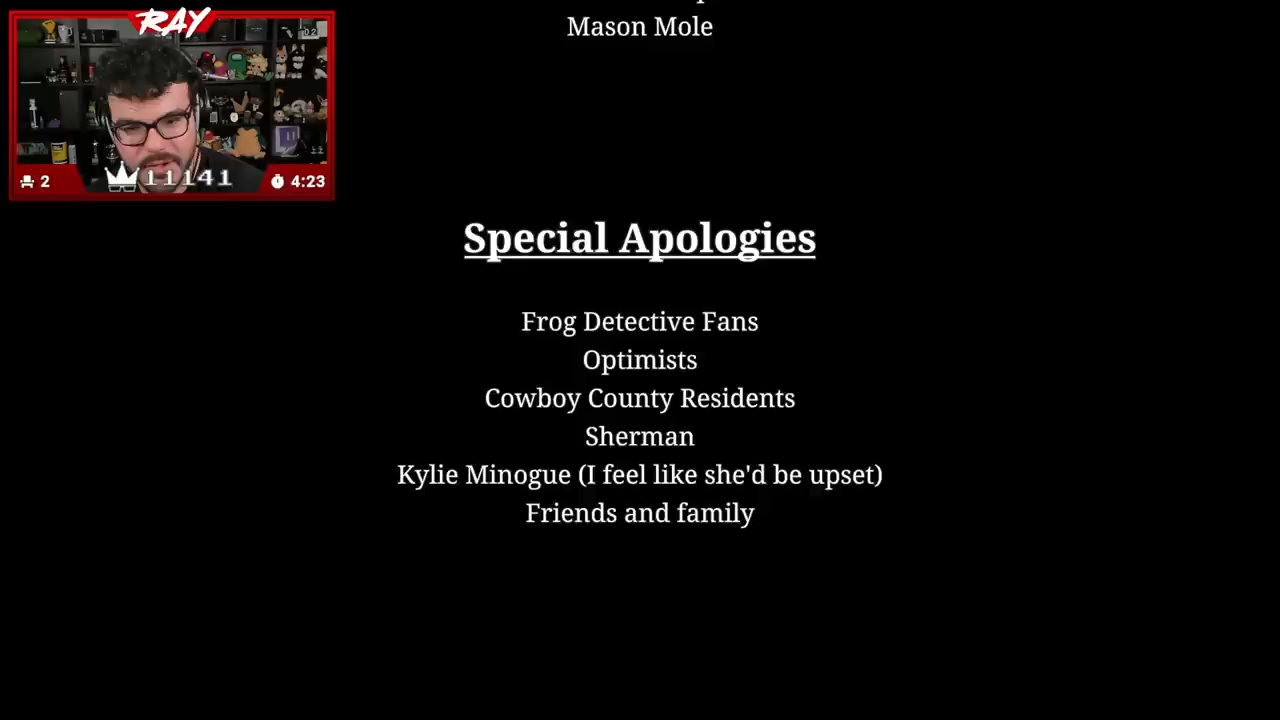 RAY
2
11141
4:23
Mason Mole
Special Apologies
Frog Detective Fans
Optimists
Cowboy County Residents
Sherman
Kylie Minogue (I feel like she'd be upset)
Friends and family